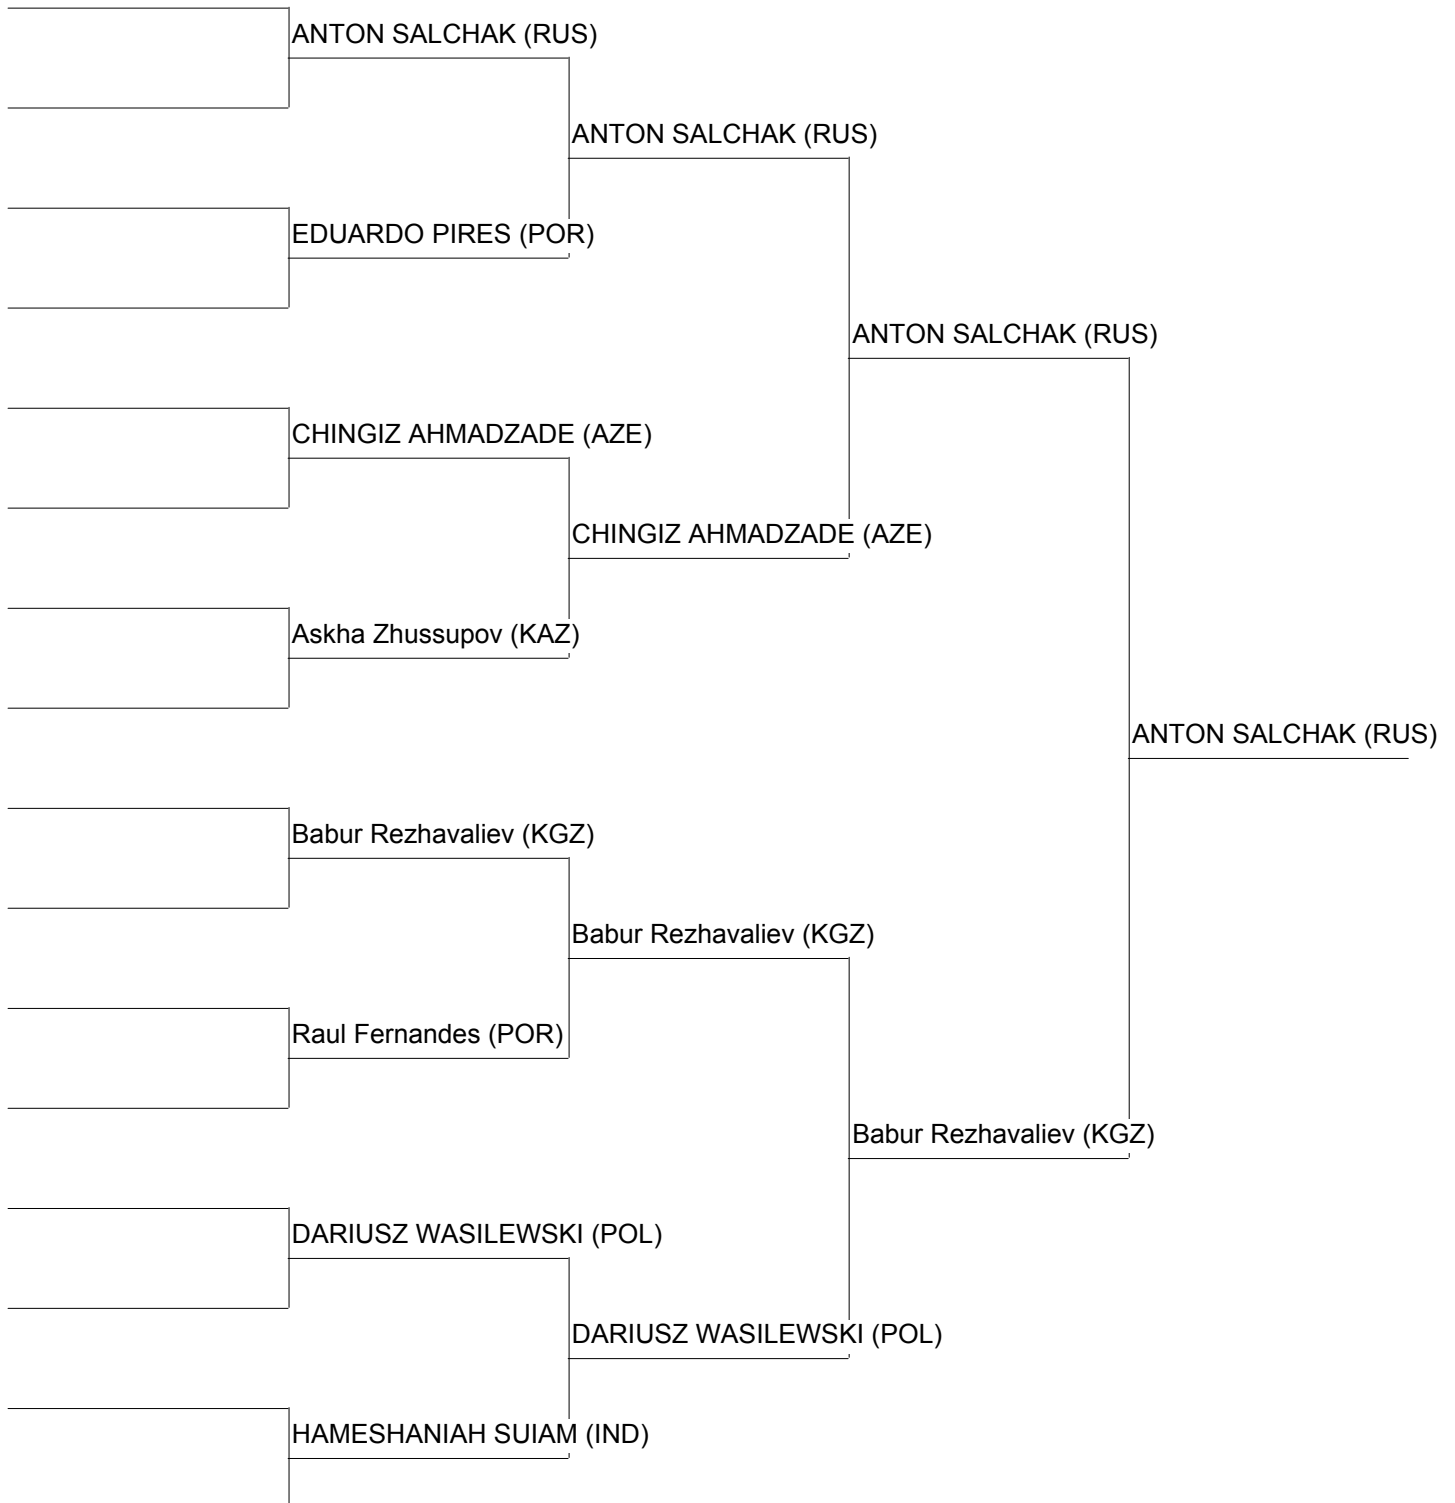 ANTON SALCHAK (RUS)
ANTON SALCHAK (RUS)
EDUARDO PIRES (POR)
ANTON SALCHAK (RUS)
CHINGIZ AHMADZADE (AZE)
CHINGIZ AHMADZADE (AZE)
Askha Zhussupov (KAZ)
ANTON SALCHAK (RUS)
Babur Rezhavaliev (KGZ)
Babur Rezhavaliev (KGZ)
Raul Fernandes (POR)
Babur Rezhavaliev (KGZ)
DARIUSZ WASILEWSKI (POL)
DARIUSZ WASILEWSKI (POL)
HAMESHANIAH SUIAM (IND)